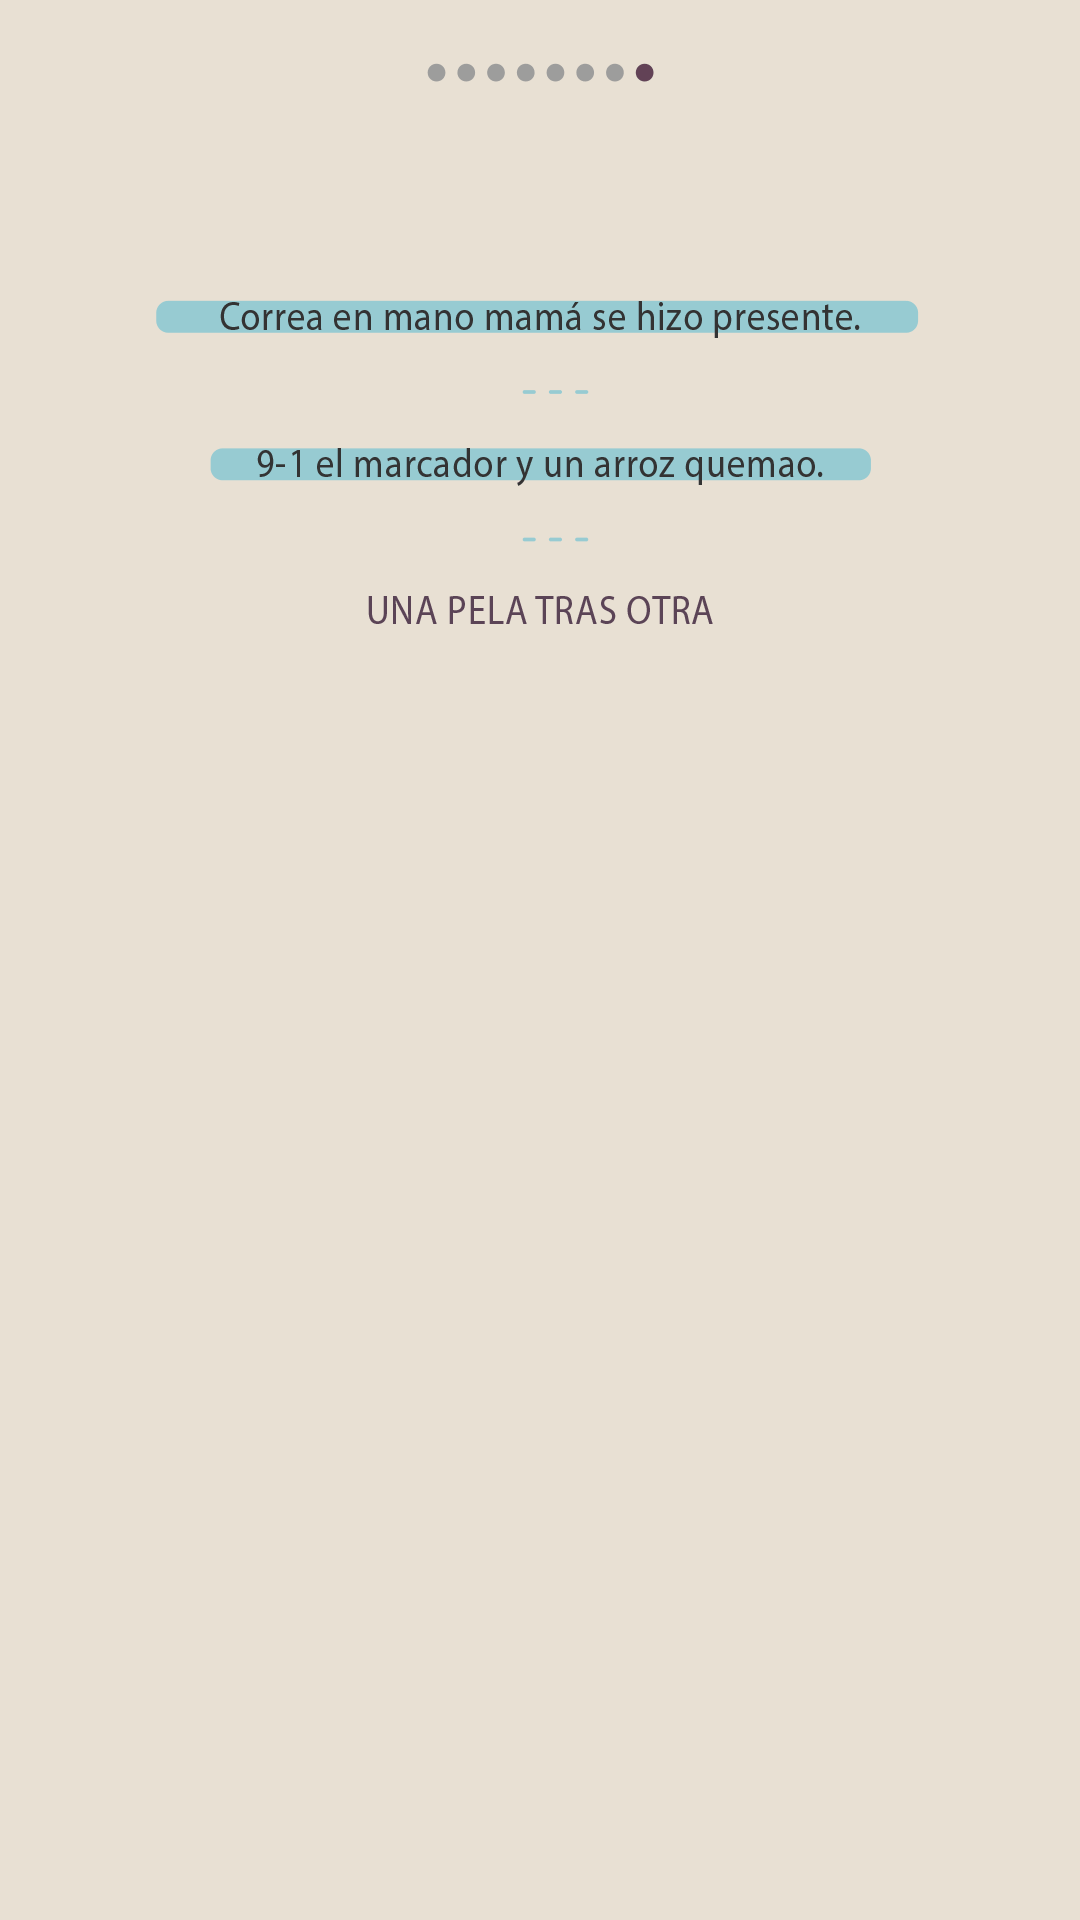 Correa en mano mamá se hizo presente.
- - -
9-1 el marcador y un arroz quemao.
- - -
UNA PELA TRAS OTRA